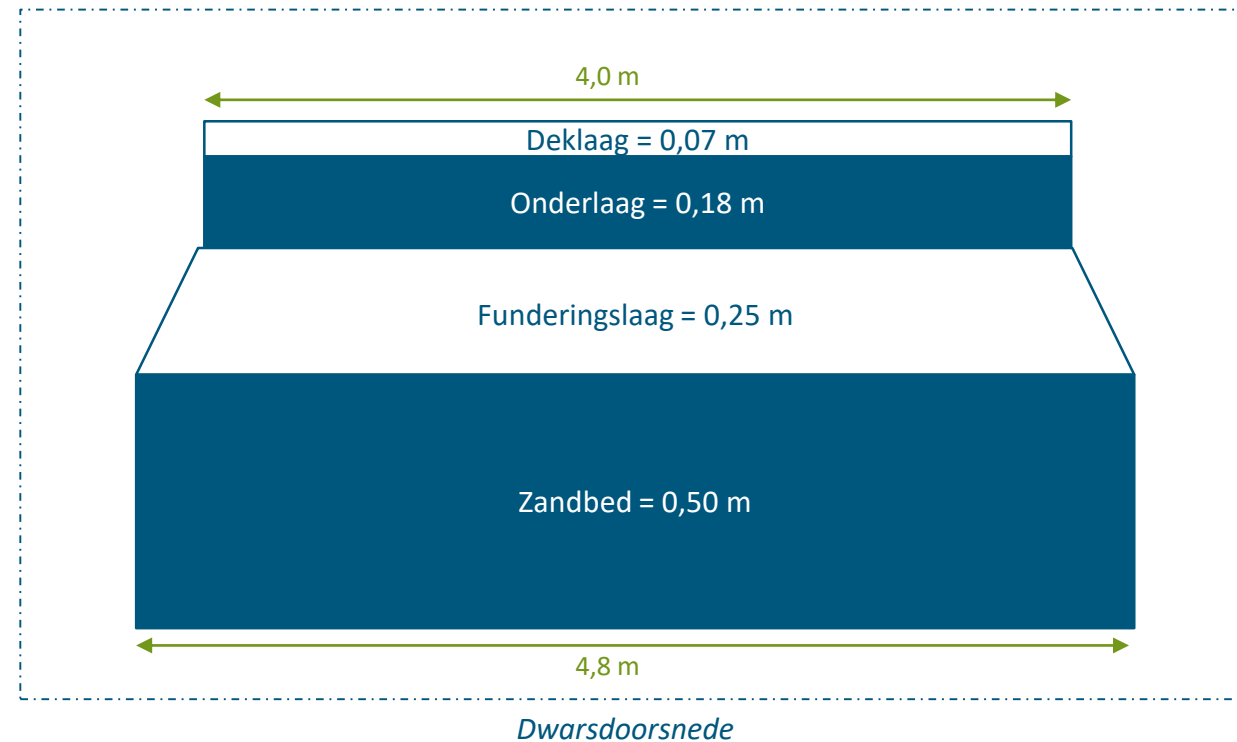 4,0 m
Deklaag = 0,07 m
Onderlaag = 0,18 m
Funderingslaag = 0,25 m
Zandbed = 0,50 m
4,8 m
Dwarsdoorsnede